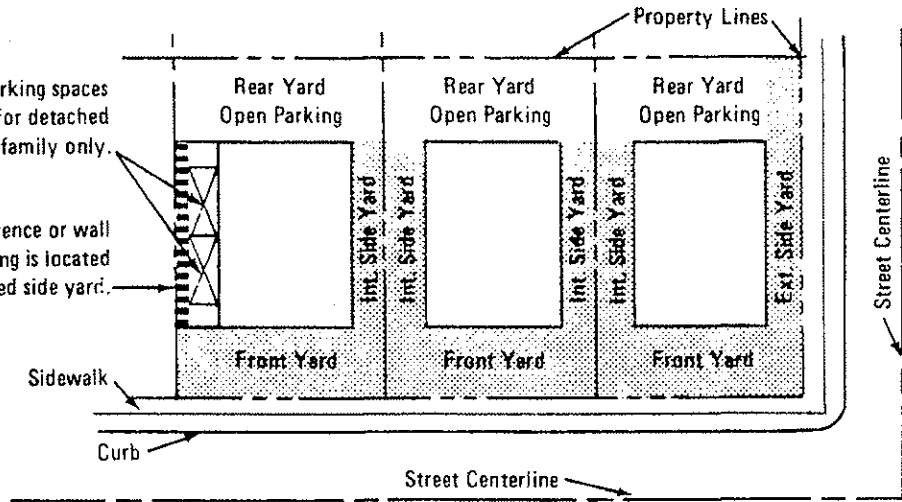 Property Lines
Rear Yard
Open Parking
Rear Yard
Open Parking
Rear Yard
Open Parking
rking spaces
For detached
family only.
ence or wall
ng is located
ed side yard.
Int. Side Yard
Int. Side Yard
Int. Side Yard
Int. Side Yard
Ext. Side Yard
Street Centerline
Front Yard
Front Yard
Front Yard
Sidewalk
Curb
Street Centerline